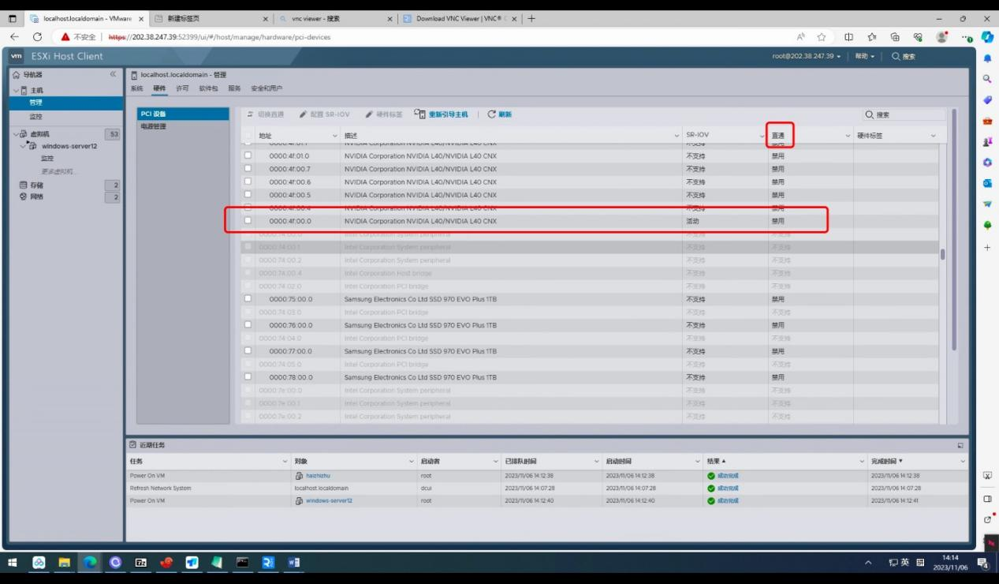 localhost.localdomain - VMware
新建标签页
vnc viewer - 搜索
Download VNC Viewer | VNC®
不安全 | https://202.38.247.39:52399/ui/#/host/manage/hardware/pci-devices
vm ESXi Host Client
root@202.38.247.39 | 帮助 | 搜索
导航器
主机
管理
监控
虚拟机 53
windows-server12
监控
更多虚拟机...
存储 2
网络 2
localhost.localdomain - 管理
系统 硬件 许可 软件包 服务 安全和用户
PCI 设备
电源管理
切换直通 配置 SR-IOV 硬件标签 重新引导主机 | 刷新 搜索
地址 描述 SR-IOV 直通 硬件标签
0000:4f:01.1 NVIDIA Corporation NVIDIA L40/NVIDIA L40 CNX 不支持 禁用
0000:4f:01.0 NVIDIA Corporation NVIDIA L40/NVIDIA L40 CNX 不支持 禁用
0000:4f:00.7 NVIDIA Corporation NVIDIA L40/NVIDIA L40 CNX 不支持 禁用
0000:4f:00.6 NVIDIA Corporation NVIDIA L40/NVIDIA L40 CNX 不支持 禁用
0000:4f:00.5 NVIDIA Corporation NVIDIA L40/NVIDIA L40 CNX 不支持 禁用
0000:4f:00.4 NVIDIA Corporation NVIDIA L40/NVIDIA L40 CNX 不支持 禁用
0000:4f:00.0 NVIDIA Corporation NVIDIA L40/NVIDIA L40 CNX 活动 禁用
0000:74:00.0 Intel Corporation System peripheral 不支持 不支持
0000:74:00.1 Intel Corporation System peripheral 不支持 不支持
0000:74:00.2 Intel Corporation System peripheral 不支持 不支持
0000:74:00.4 Intel Corporation Host bridge 不支持 不支持
0000:74:02.0 Intel Corporation PCI bridge 不支持 不支持
0000:75:00.0 Samsung Electronics Co Ltd SSD 970 EVO Plus 1TB 不支持 禁用
0000:74:03.0 Intel Corporation PCI bridge 不支持 不支持
0000:76:00.0 Samsung Electronics Co Ltd SSD 970 EVO Plus 1TB 不支持 禁用
0000:74:04.0 Intel Corporation PCI bridge 不支持 不支持
0000:77:00.0 Samsung Electronics Co Ltd SSD 970 EVO Plus 1TB 不支持 禁用
0000:74:05.0 Intel Corporation PCI bridge 不支持 不支持
0000:78:00.0 Samsung Electronics Co Ltd SSD 970 EVO Plus 1TB 不支持 禁用
0000:7e:00.0 Intel Corporation System peripheral 不支持 不支持
0000:7e:00.1 Intel Corporation System peripheral 不支持 不支持
0000:7e:00.2 Intel Corporation System peripheral 不支持 不支持
近期任务
任务 对象 启动者 已排队时间 启动时间 结果 完成时间
Power On VM haizhizhu root 2023/11/06 14:12:38 2023/11/06 14:12:38 成功完成 2023/11/06 14:12:38
Refresh Network System localhost.localdomain dcui 2023/11/06 14:07:28 2023/11/06 14:07:28 成功完成 2023/11/06 14:07:28
Power On VM windows-server12 root 2023/11/06 14:12:40 2023/11/06 14:12:40 成功完成 2023/11/06 14:12:41
英
14:14
2023/11/06